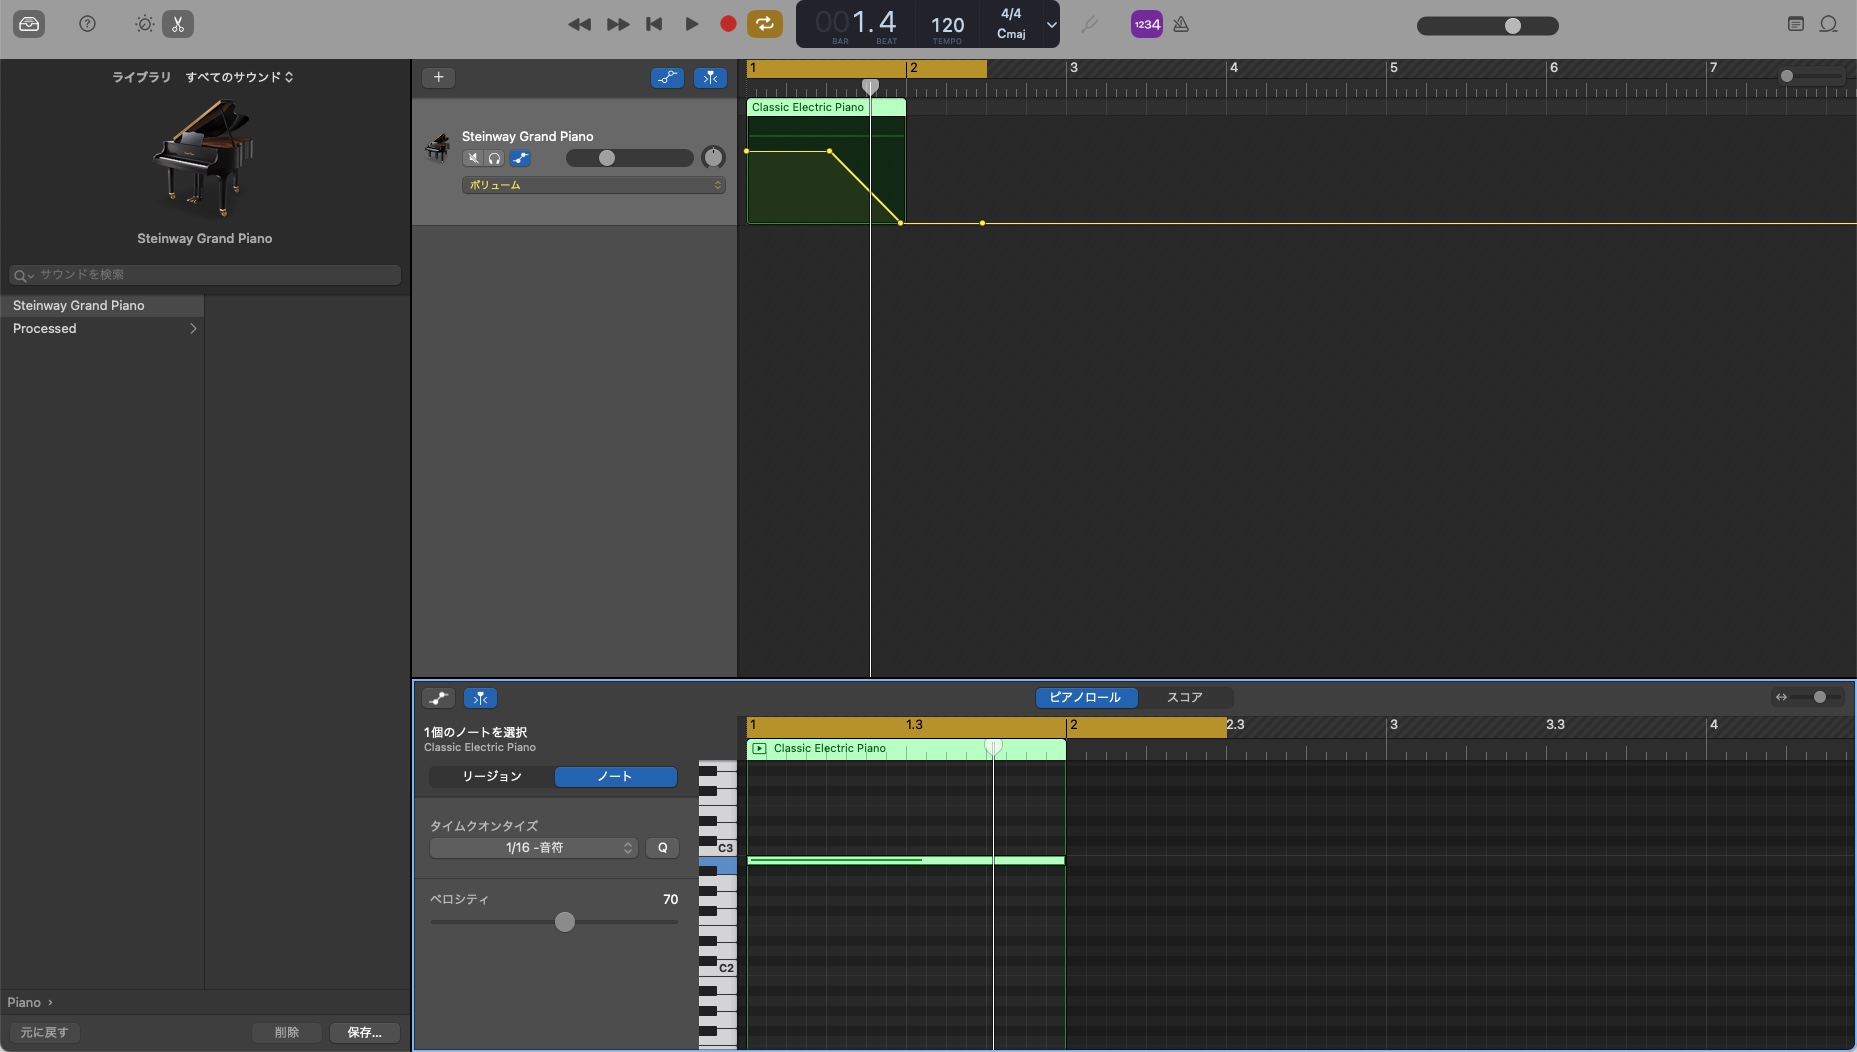 001.4
BAR
BEAT
120
TEMPO
4/4
Cmaj
1234
ライブラリ すべてのサウンド
Steinway Grand Piano
サウンドを検索
Steinway Grand Piano
Processed
Piano ›
元に戻す
削除
保存...
Steinway Grand Piano
ボリューム
1 2 3 4 5 6 7
Classic Electric Piano
ピアノロール
スコア
1個のノートを選択
Classic Electric Piano
リージョン
ノート
タイムクオンタイズ
1/16 -音符
Q
ベロシティ
70
1 1.3 2 2.3 3 3.3 4
Classic Electric Piano
C3
C2